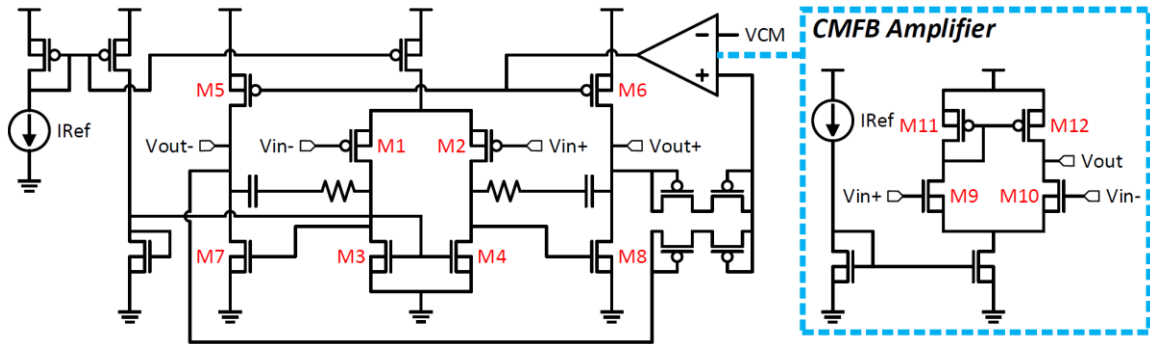 CMFB Amplifier
VCM
M5
M6
IRef
IRef
M11
M12
Vout-
Vin-
M1
M2
Vin+
Vout+
Vout
Vin+
M9
M10
Vin-
M7
M3
M4
M8